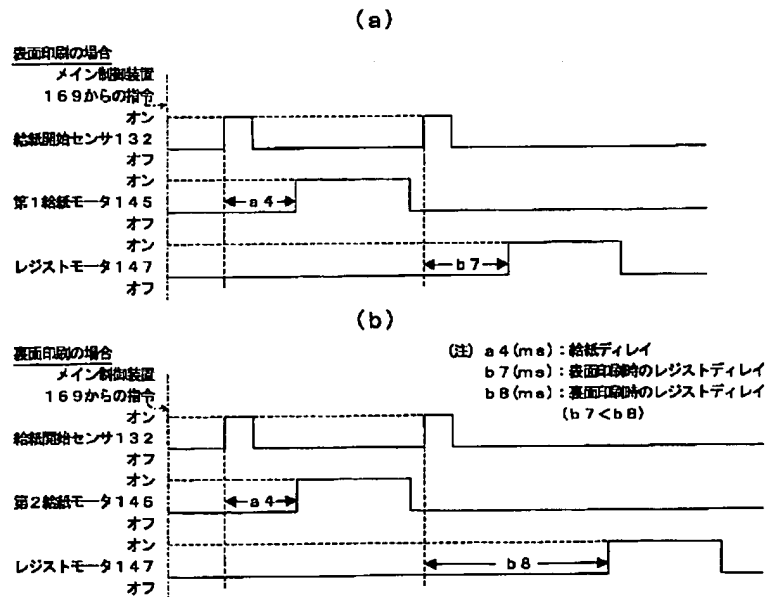 (a)
表面印刷の場合
メイン制御装置
169からの指令
オン
給紙開始センサ132
オフ
オン
第1給紙モータ145
a4
オフ
オン
レジストモータ147
b7
オフ
(b)
裏面印刷の場合
(注) a4(ms):給紙ディレイ
b7(ms):表面印刷時のレジストディレイ
b8(ms):裏面印刷時のレジストディレイ
(b7<b8)
メイン制御装置
169からの指令
オン
給紙開始センサ132
オフ
オン
第2給紙モータ146
a4
オフ
オン
レジストモータ147
b8
オフ